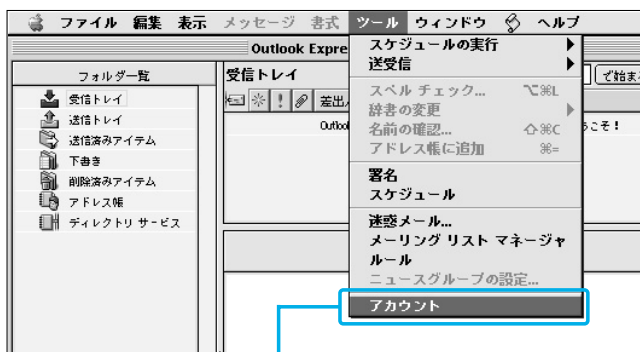 ファイル 編集 表示 メッセージ 書式 ツール ウィンドウ ヘルプ
Outlook Expre
フォルダ一覧
受信トレイ
送信トレイ
送信済みアイテム
下書き
削除済みアイテム
アドレス帳
ディレクトリ サービス
受信トレイ
で始ま
差出
Outlook
うこそ！
スケジュールの実行
送受信
スペル チェック... ⌥⌘L
辞書の変更
名前の確認... ⇧⌘C
アドレス帳に追加 ⌘=
署名
スケジュール
迷惑メール...
メーリング リスト マネージャ
ルール
ニュースグループの設定...
アカウント